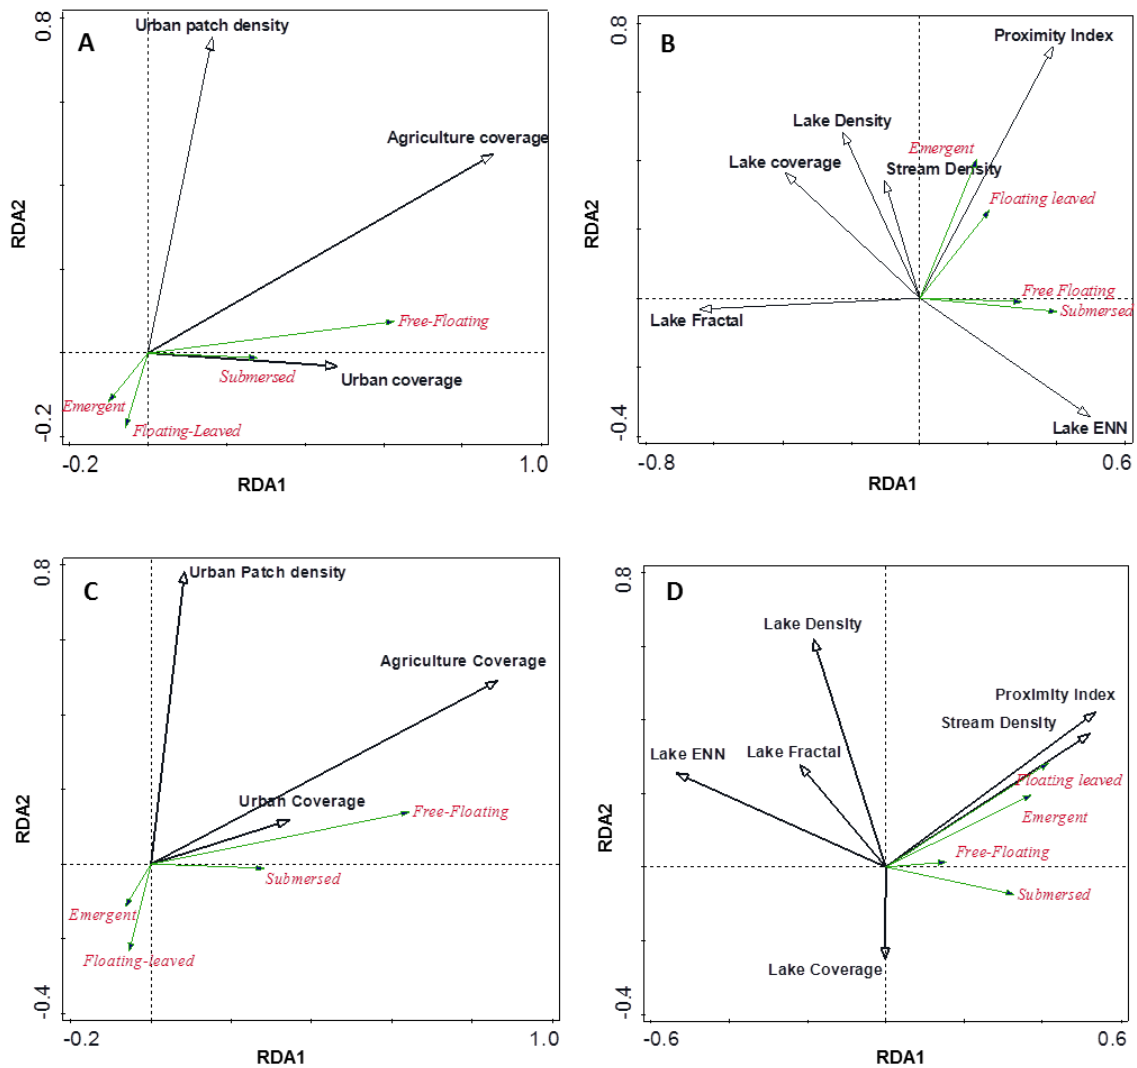 A
0.8
Urban patch density
Agriculture coverage
RDA2
Free-Floating
Submersed
Urban coverage
Emergent
Floating-Leaved
-0.2
-0.2
1.0
RDA1
B
0.8
Proximity Index
Lake Density
Emergent
Lake coverage
Stream Density
Floating leaved
RDA2
Free Floating
Submersed
Lake Fractal
Lake ENN
-0.4
-0.8
0.6
RDA1
C
0.8
Urban Patch density
Agriculture Coverage
Urban Coverage
RDA2
Free-Floating
Submersed
Emergent
Floating-leaved
-0.4
-0.2
1.0
RDA1
D
0.8
Lake Density
Proximity Index
Stream Density
Lake ENN
Lake Fractal
Floating leaved
Emergent
RDA2
Free-Floating
Submersed
Lake Coverage
-0.4
-0.6
0.6
RDA1